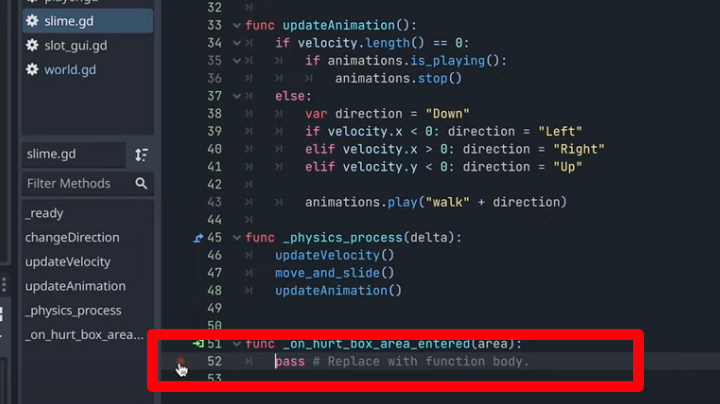 slime.gd
slot_gui.gd
world.gd
slime.gd
Filter Methods
_ready
changeDirection
updateVelocity
updateAnimation
_physics_process
_on_hurt_box_area...
32
33 func updateAnimation():
34 if velocity.length() == 0:
35 if animations.is_playing():
36 animations.stop()
37 else:
38 var direction = "Down"
39 if velocity.x < 0: direction = "Left"
40 elif velocity.x > 0: direction = "Right"
41 elif velocity.y < 0: direction = "Up"
42
43 animations.play("walk" + direction)
44
45 func _physics_process(delta):
46 updateVelocity()
47 move_and_slide()
48 updateAnimation()
49
50
51 func _on_hurt_box_area_entered(area):
52 pass # Replace with function body.
53